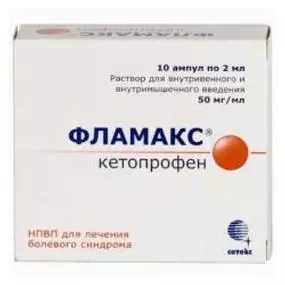 ФЛАМАКС
10 ампул по 2 мл
Раствор для внутривенного и
внутримышечного введения
50 мг/мл
ФЛАМАКС®
кетопрофен
НПВП для лечения
болевого синдрома
сотекс